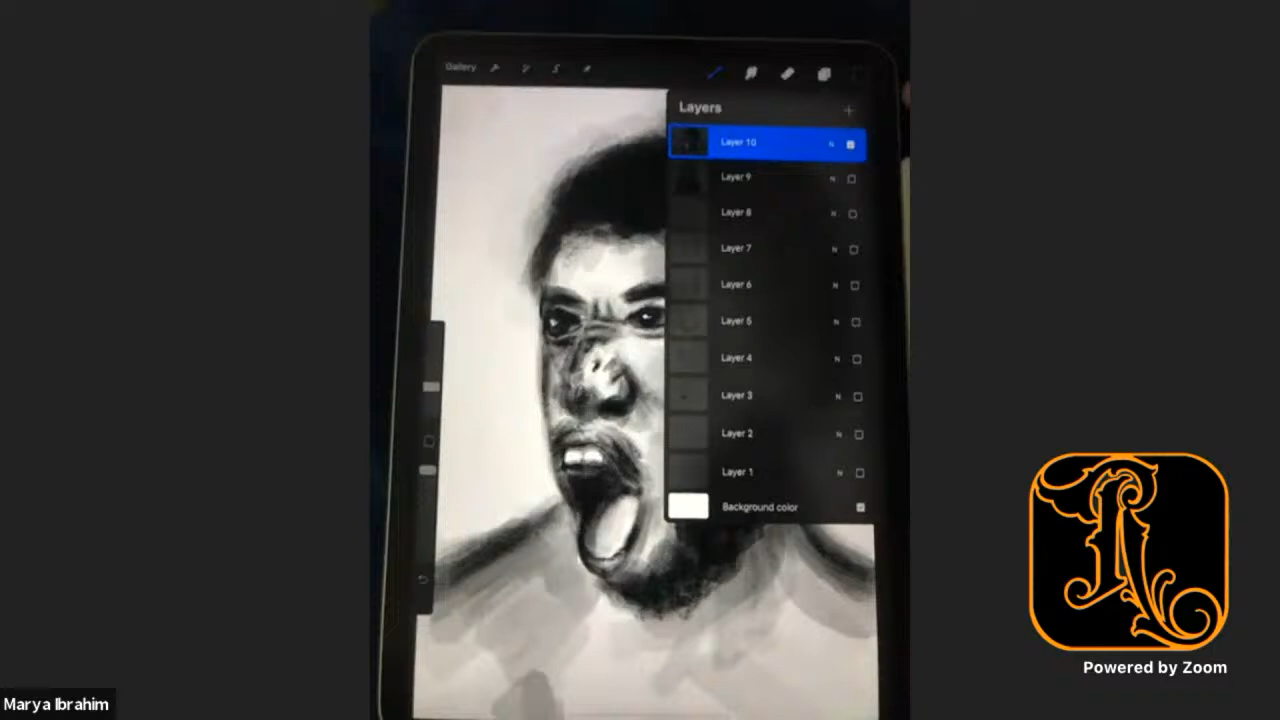 Gallery
Layers
Layer 10
N
Layer 9
N
Layer 8
N
Layer 7
N
Layer 6
N
Layer 5
N
Layer 4
N
Layer 3
N
Layer 2
N
Layer 1
N
Background color
Powered by Zoom
Marya Ibrahim